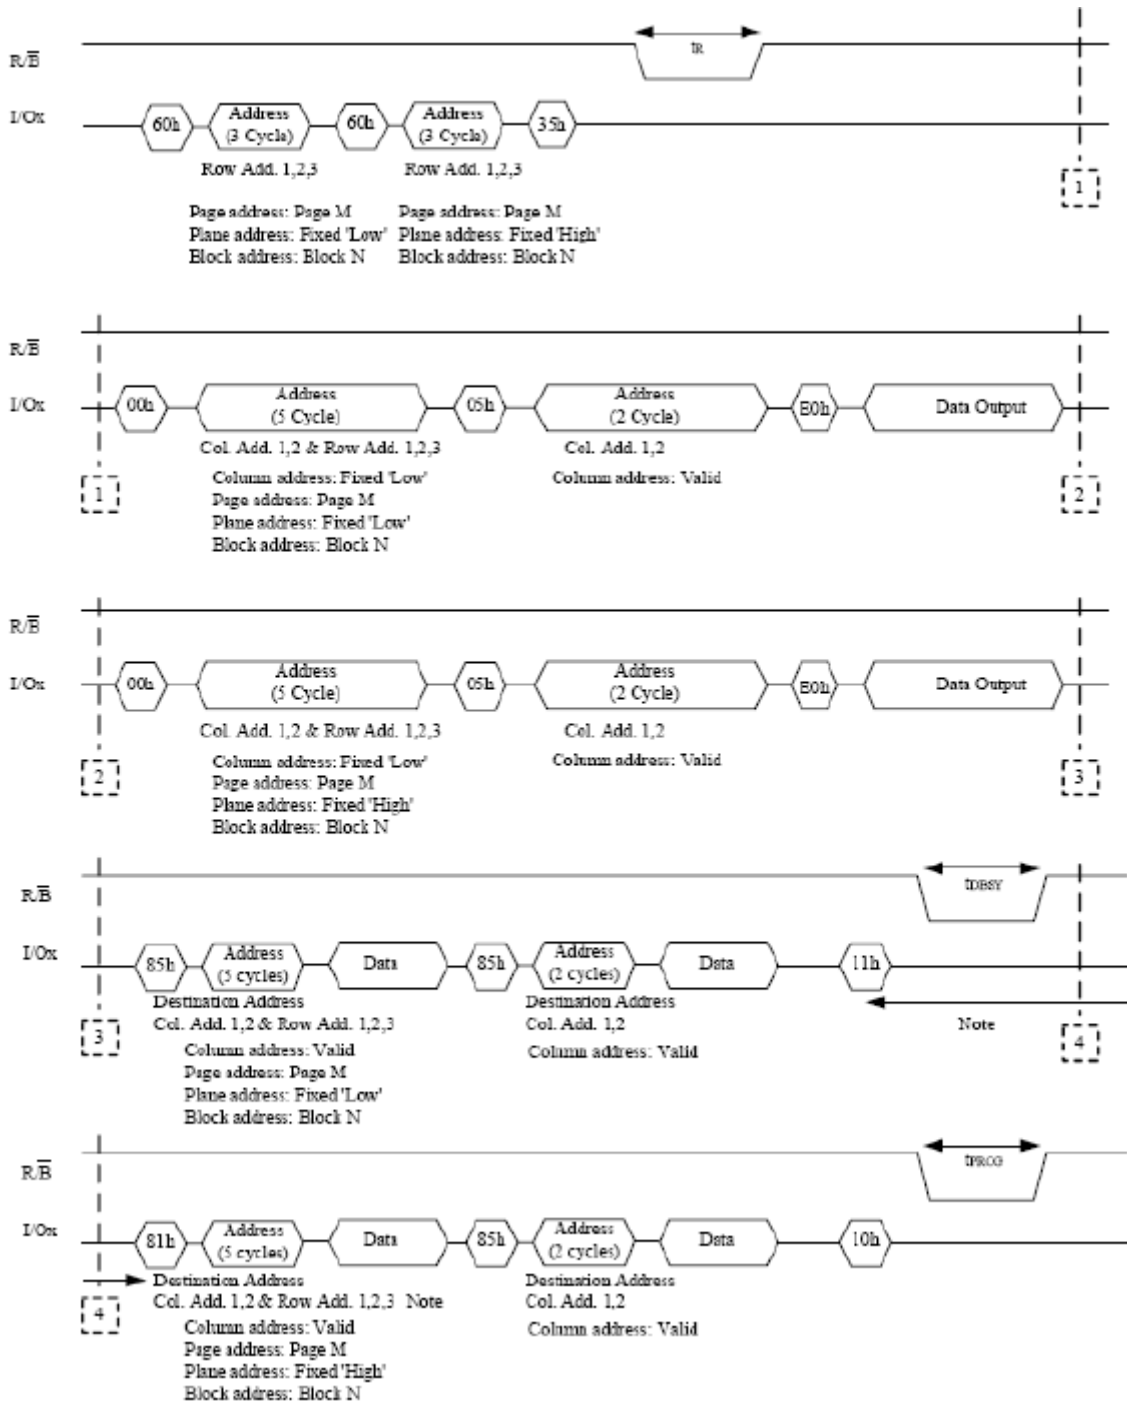 tR
R/B
I/Ox
60h Address (3 Cycle) 60h Address (3 Cycle) 35h
Row Add. 1,2,3 Row Add. 1,2,3
1
Page address: Page M Page address: Page M
Plane address: Fixed 'Low' Plane address: Fixed 'High'
Block address: Block N Block address: Block N
R/B
I/Ox
00h Address (5 Cycle) 05h Address (2 Cycle) E0h Data Output
Col. Add. 1,2 & Row Add. 1,2,3 Col. Add. 1,2
Column address: Fixed 'Low' Column address: Valid
1 Page address: Page M 2
Plane address: Fixed 'Low'
Block address: Block N
R/B
I/Ox
00h Address (5 Cycle) 05h Address (2 Cycle) E0h Data Output
Col. Add. 1,2 & Row Add. 1,2,3 Col. Add. 1,2
Column address: Fixed 'Low' Column address: Valid
2 Page address: Page M 3
Plane address: Fixed 'High'
Block address: Block N
tDBSY
R/B
I/Ox
85h Address (5 cycles) Data 85h Address (2 cycles) Data 11h
Destination Address Destination Address
Col. Add. 1,2 & Row Add. 1,2,3 Col. Add. 1,2 Note
3 Column address: Valid Column address: Valid 4
Page address: Page M
Plane address: Fixed 'Low'
Block address: Block N
tPROG
R/B
I/Ox
81h Address (5 cycles) Data 85h Address (2 cycles) Data 10h
Destination Address Destination Address
Col. Add. 1,2 & Row Add. 1,2,3 Note Col. Add. 1,2
4 Column address: Valid Column address: Valid
Page address: Page M
Plane address: Fixed 'High'
Block address: Block N